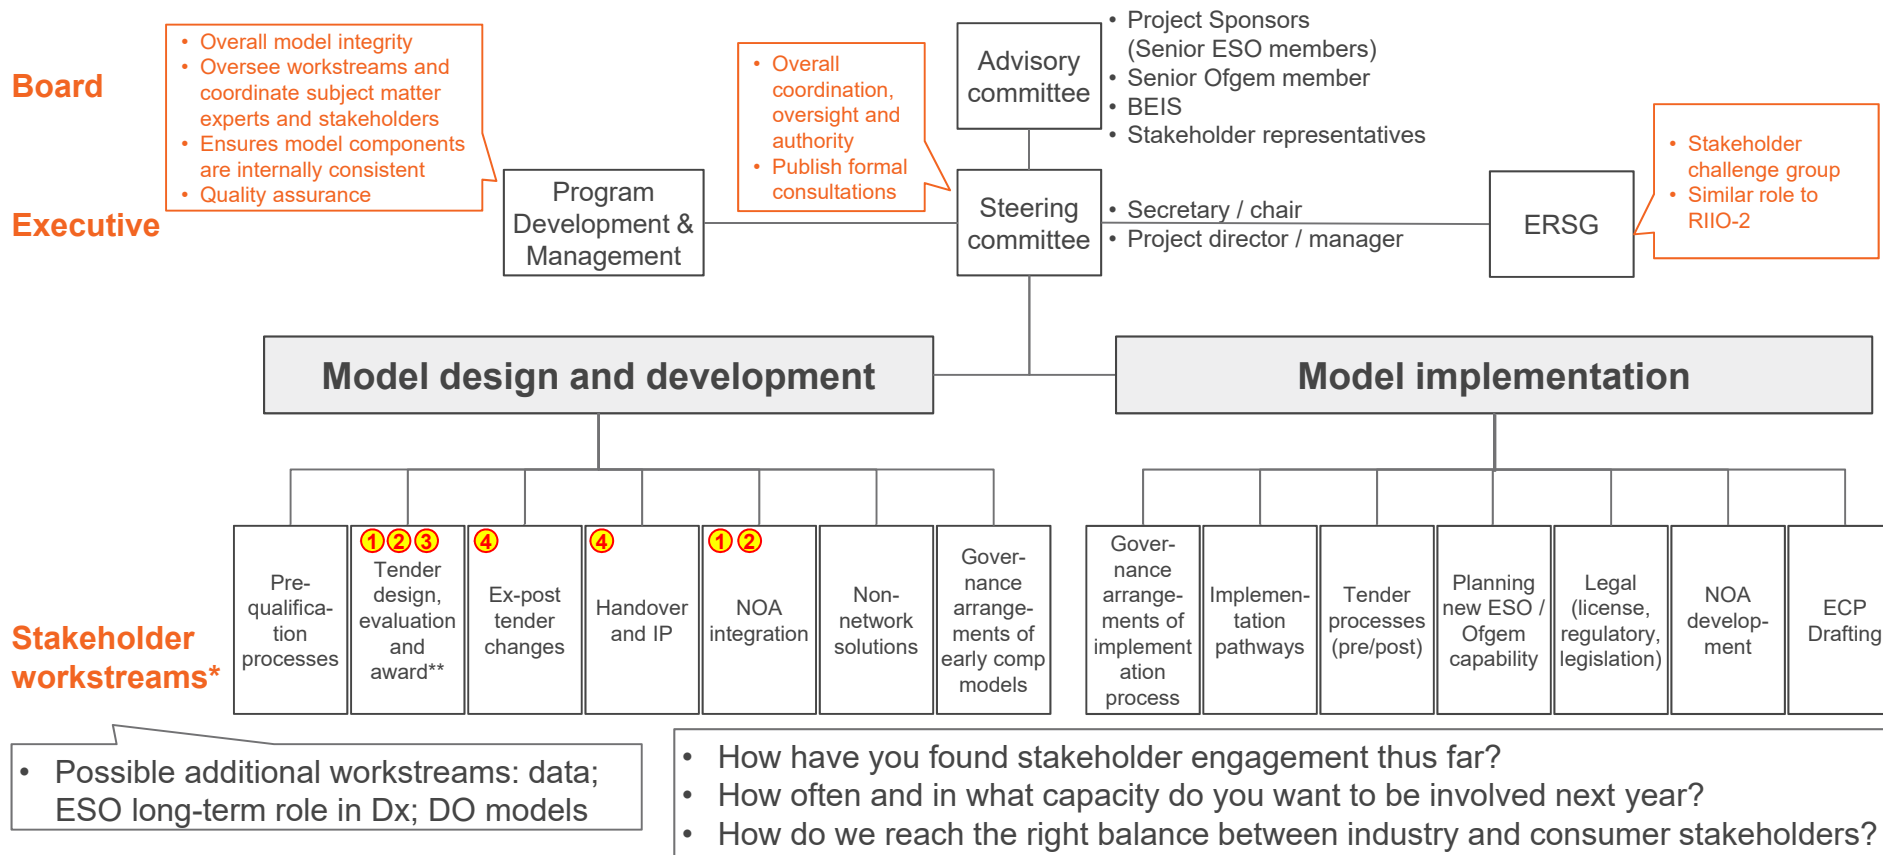 Board
• Overall model integrity
• Oversee workstreams and
coordinate subject matter
experts and stakeholders
• Ensures model components
are internally consistent
• Quality assurance
• Overall
coordination,
oversight and
authority
• Publish formal
consultations
Advisory
committee
• Project Sponsors
(Senior ESO members)
• Senior Ofgem member
• BEIS
• Stakeholder representatives
• Stakeholder
challenge group
• Similar role to
RIIO-2
Executive
Program
Development &
Management
Steering
committee
• Secretary / chair
• Project director / manager
ERSG
Model design and development
Model implementation
Stakeholder
workstreams*
Pre-
qualifica-
tion
processes
1 2 3
Tender
design,
evaluation
and
award**
4
Ex-post
tender
changes
4
Handover
and IP
1 2
NOA
integration
Non-
network
solutions
Gover-
nance
arrange-
ments of
early comp
models
Gover-
nance
arrange-
ments of
implement
ation
process
Implemen-
tation
pathways
Tender
processes
(pre/post)
Planning
new ESO /
Ofgem
capability
Legal
(license,
regulatory,
legislation)
NOA
develop-
ment
ECP
Drafting
• Possible additional workstreams: data;
ESO long-term role in Dx; DO models
• How have you found stakeholder engagement thus far?
• How often and in what capacity do you want to be involved next year?
• How do we reach the right balance between industry and consumer stakeholders?